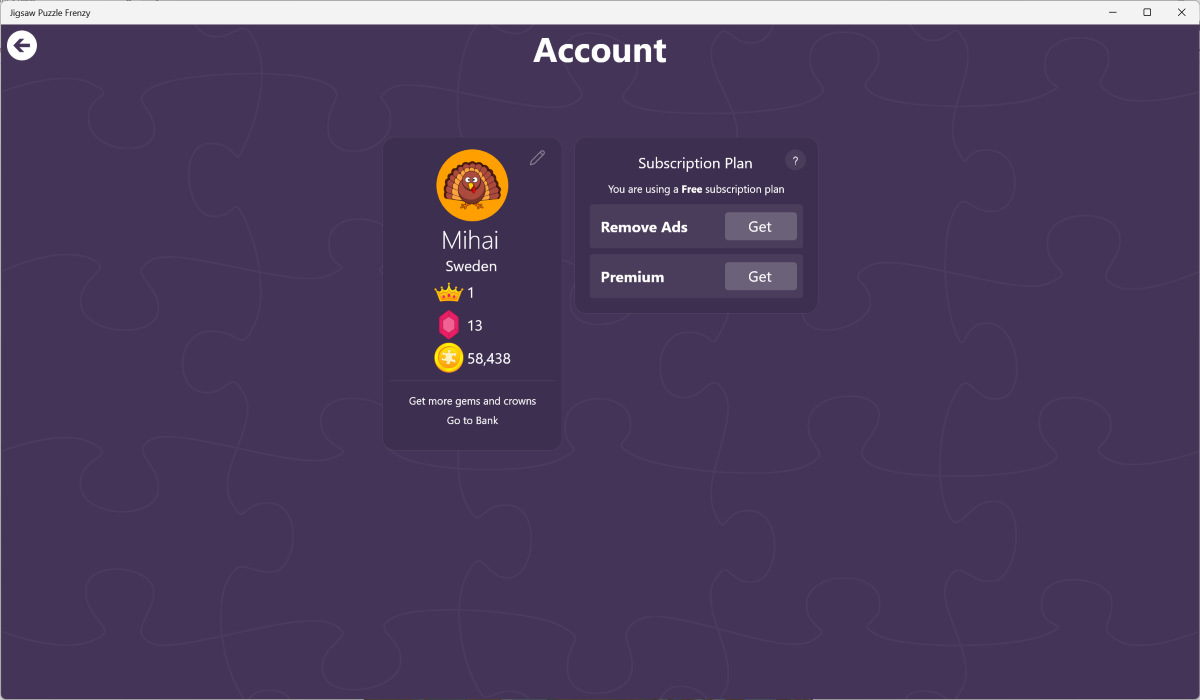 Jigsaw Puzzle Frenzy
Account
Mihai
Sweden
1
13
58,438
Get more gems and crowns
Go to Bank
Subscription Plan
?
You are using a Free subscription plan
Remove Ads
Get
Premium
Get